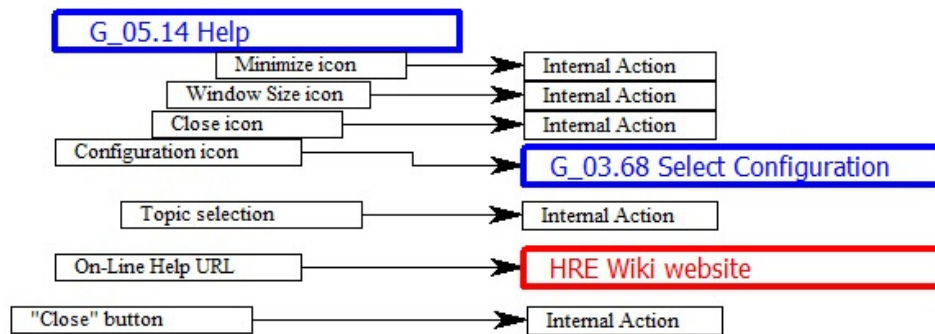 G_05.14 Help
Minimize icon Internal Action
Window Size icon Internal Action
Close icon Internal Action
Configuration icon G_03.68 Select Configuration
Topic selection Internal Action
On-Line Help URL HRE Wiki website
"Close" button Internal Action